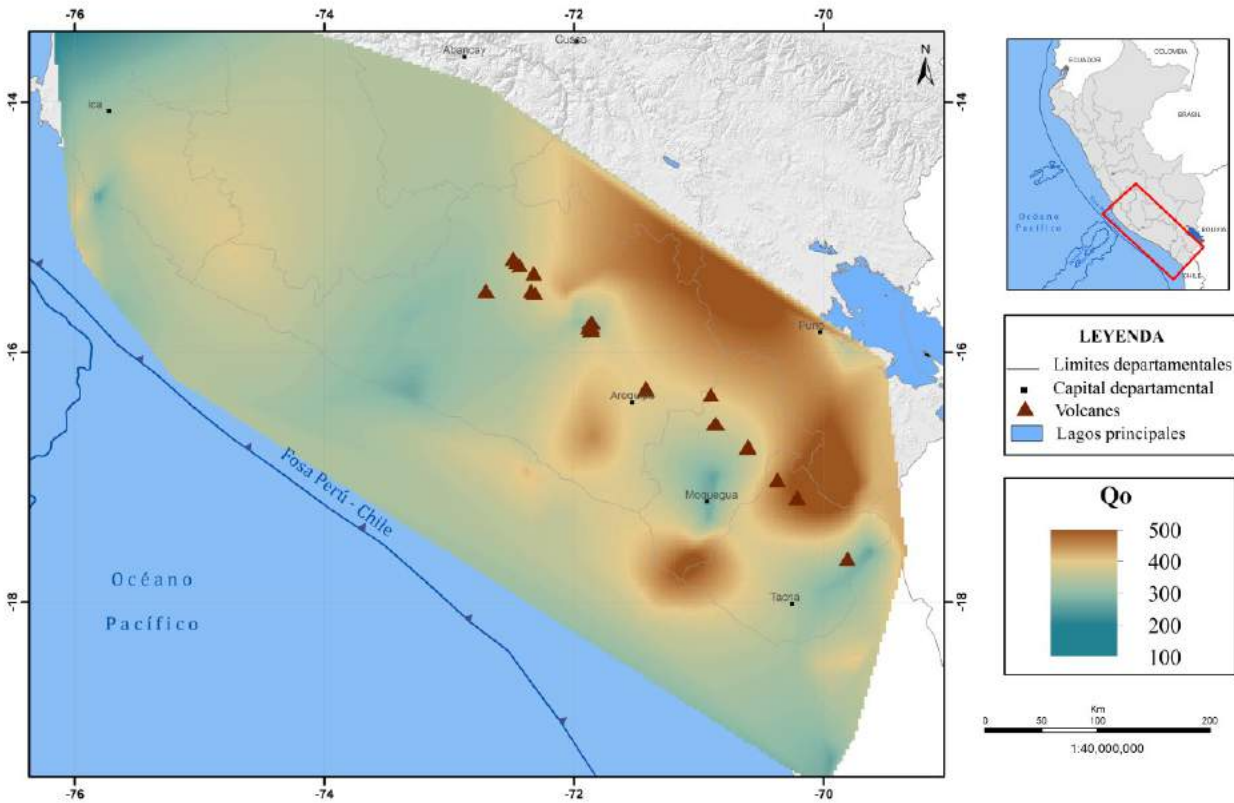 -76
-74
-72
-70
Cusco
Abancay
N
-14
-14
Ica
Puno
-16
-16
Arequipa
Fosa Perú - Chile
Moquegua
Océano
Pacífico
-18
-18
Tacna
-76
-74
-72
-70
COLOMBIA
ECUADOR
BRASIL
Océano
Pacífico
BOLIVIA
CHILE
LEYENDA
Límites departamentales
Capital departamental
Volcanes
Lagos principales
Qo
500
400
300
200
100
Km
0 50 100 200
1:40,000,000